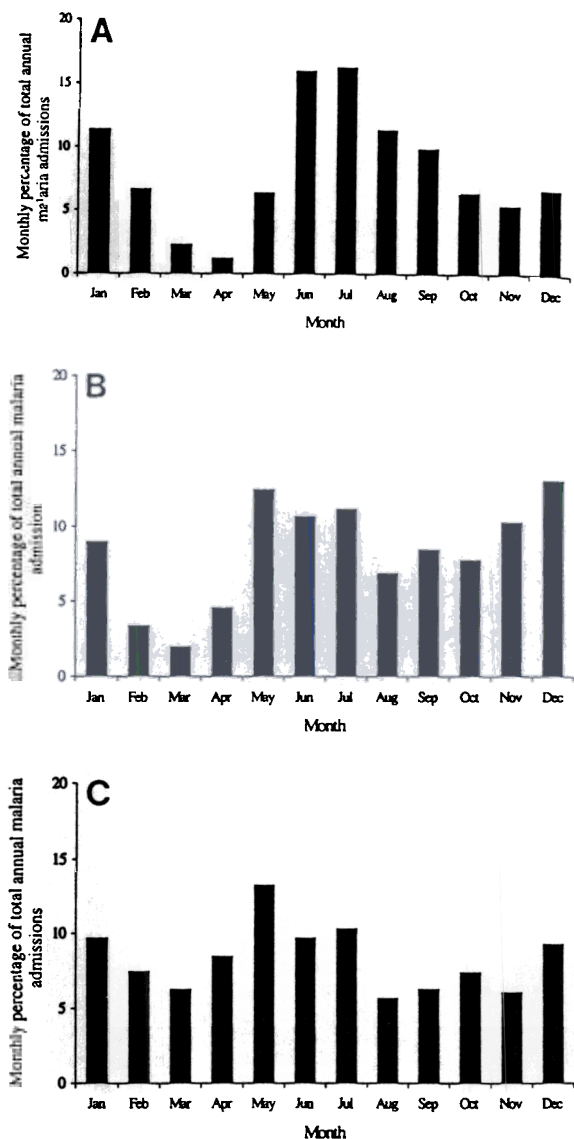 A
Monthly percentage of total annual
malaria admissions
20
15
10
5
0
Jan Feb Mar Apr May Jun Jul Aug Sep Oct Nov Dec
Month
B
Monthly percentage of total annual malaria
admission
20
15
10
5
0
Jan Feb Mar Apr May Jun Jul Aug Sep Oct Nov Dec
Month
C
Monthly percentage of total annual malaria
admissions
20
15
10
5
0
Jan Feb Mar Apr May Jun Jul Aug Sep Oct Nov Dec
Month